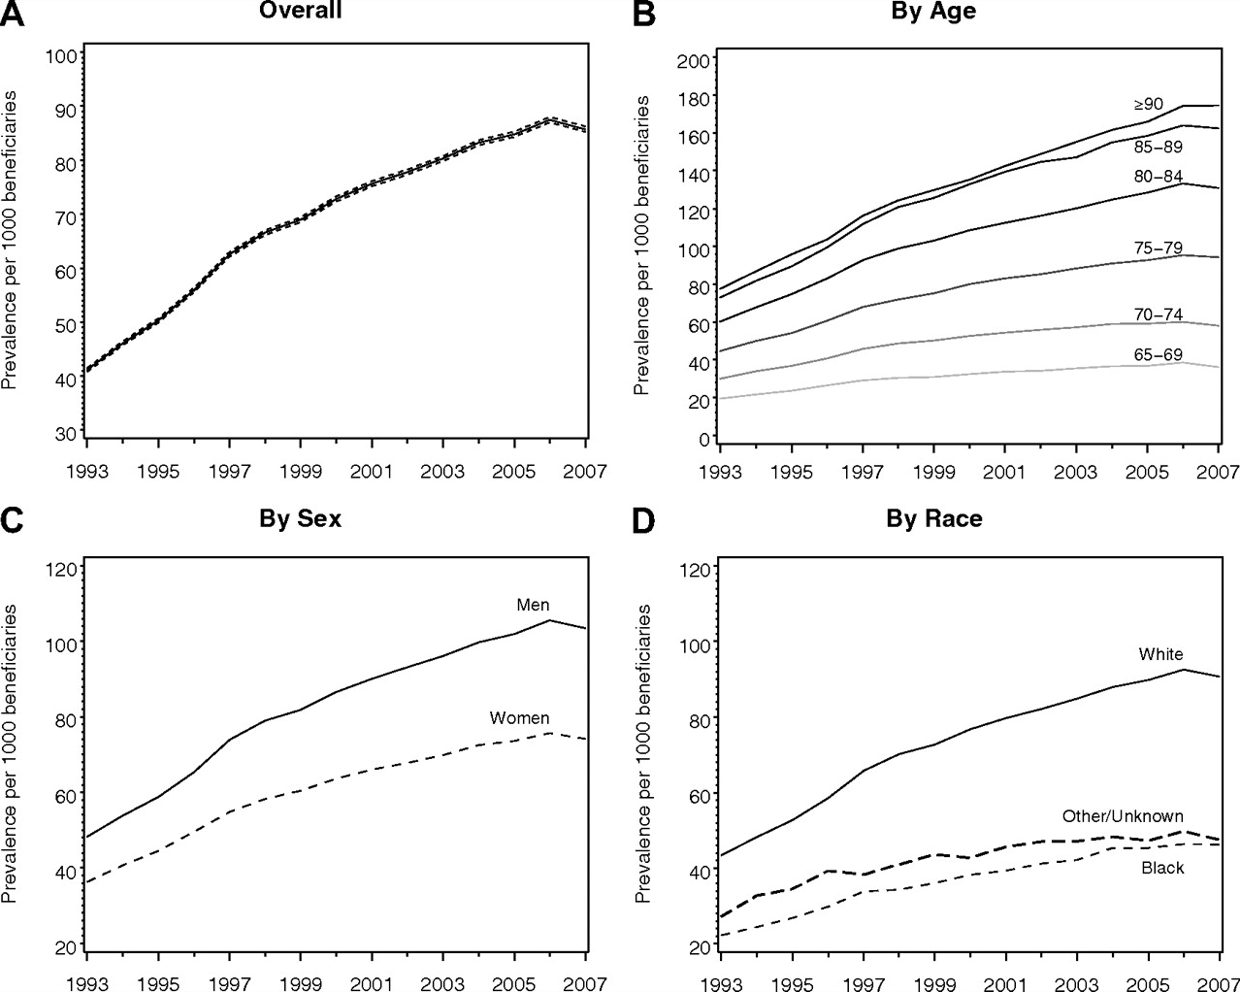 A
Overall
Prevalence per 1000 beneficiaries
100
90
80
70
60
50
40
30
1993 1995 1997 1999 2001 2003 2005 2007
B
By Age
Prevalence per 1000 beneficiaries
200
180
160
140
120
100
80
60
40
20
0
≥90
85–89
80–84
75–79
70–74
65–69
1993 1995 1997 1999 2001 2003 2005 2007
C
By Sex
Prevalence per 1000 beneficiaries
120
100
80
60
40
20
Men
Women
1993 1995 1997 1999 2001 2003 2005 2007
D
By Race
Prevalence per 1000 beneficiaries
120
100
80
60
40
20
White
Other/Unknown
Black
1993 1995 1997 1999 2001 2003 2005 2007